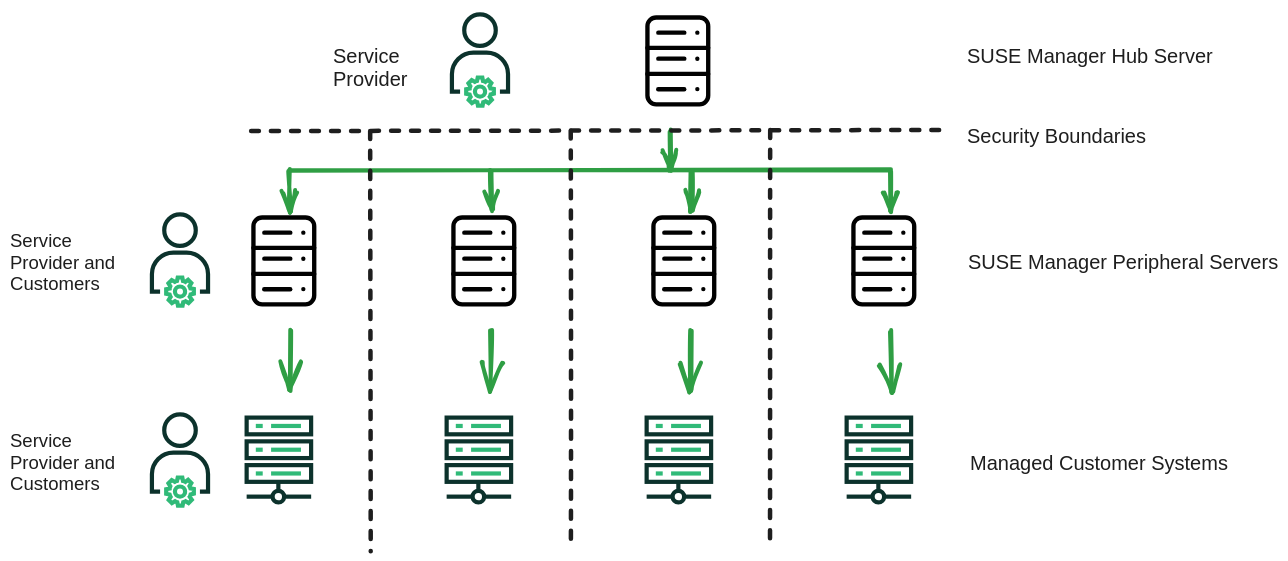 Service
Provider
SUSE Manager Hub Server
Security Boundaries
Service
Provider and
Customers
SUSE Manager Peripheral Servers
Service
Provider and
Customers
Managed Customer Systems